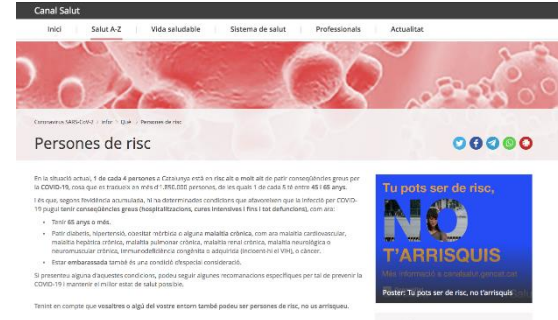 Canal Salut
Inici Salut A-Z Vida saludable Sistema de salut Professionals Actualitat
Coronavirus SARS-CoV-2 Persones de risc
Persones de risc
En la situació actual, 1 de cada 4 persones a Catalunya està en risc alt o molt alt de patir conseqüències greus per
la COVID-19, cosa que es tradueix en més d'1.850.000 persones, de les quals 1 de cada 5 té entre 45 i 65 anys.
I és que, segons l'evidència acumulada, hi ha determinades condicions que afavoreixen que la infecció per COVID-
19 pugui tenir conseqüències greus (hospitalitzacions, cures intensives i fins i tot defuncions), com ara:
Tenir 65 anys o més.
Patir diabetis, hipertensió, obesitat mòrbida o alguna malaltia crònica, com ara malaltia cardiovascular,
malaltia hepàtica crònica, malaltia pulmonar crònica, malaltia renal crònica, malaltia neurològica o
neuromuscular crònica, immunodeficiència congènita o adquirida (incloent-hi el VIH), o càncer.
Estar embarassada també és una condició d'especial consideració.
Si presenteu alguna d'aquestes condicions, podeu seguir algunes recomanacions específiques per tal de prevenir la
COVID-19 i mantenir el millor estat de salut possible.
Tenint en compte que vosaltres o algú del vostre entorn també podeu ser persones de risc, no us arrisqueu.
Tu pots ser de risc,
NO
T'ARRISQUIS
Més informació a canalsalut.gencat.cat
Pòster: Tu pots ser de risc, no t'arrisquis